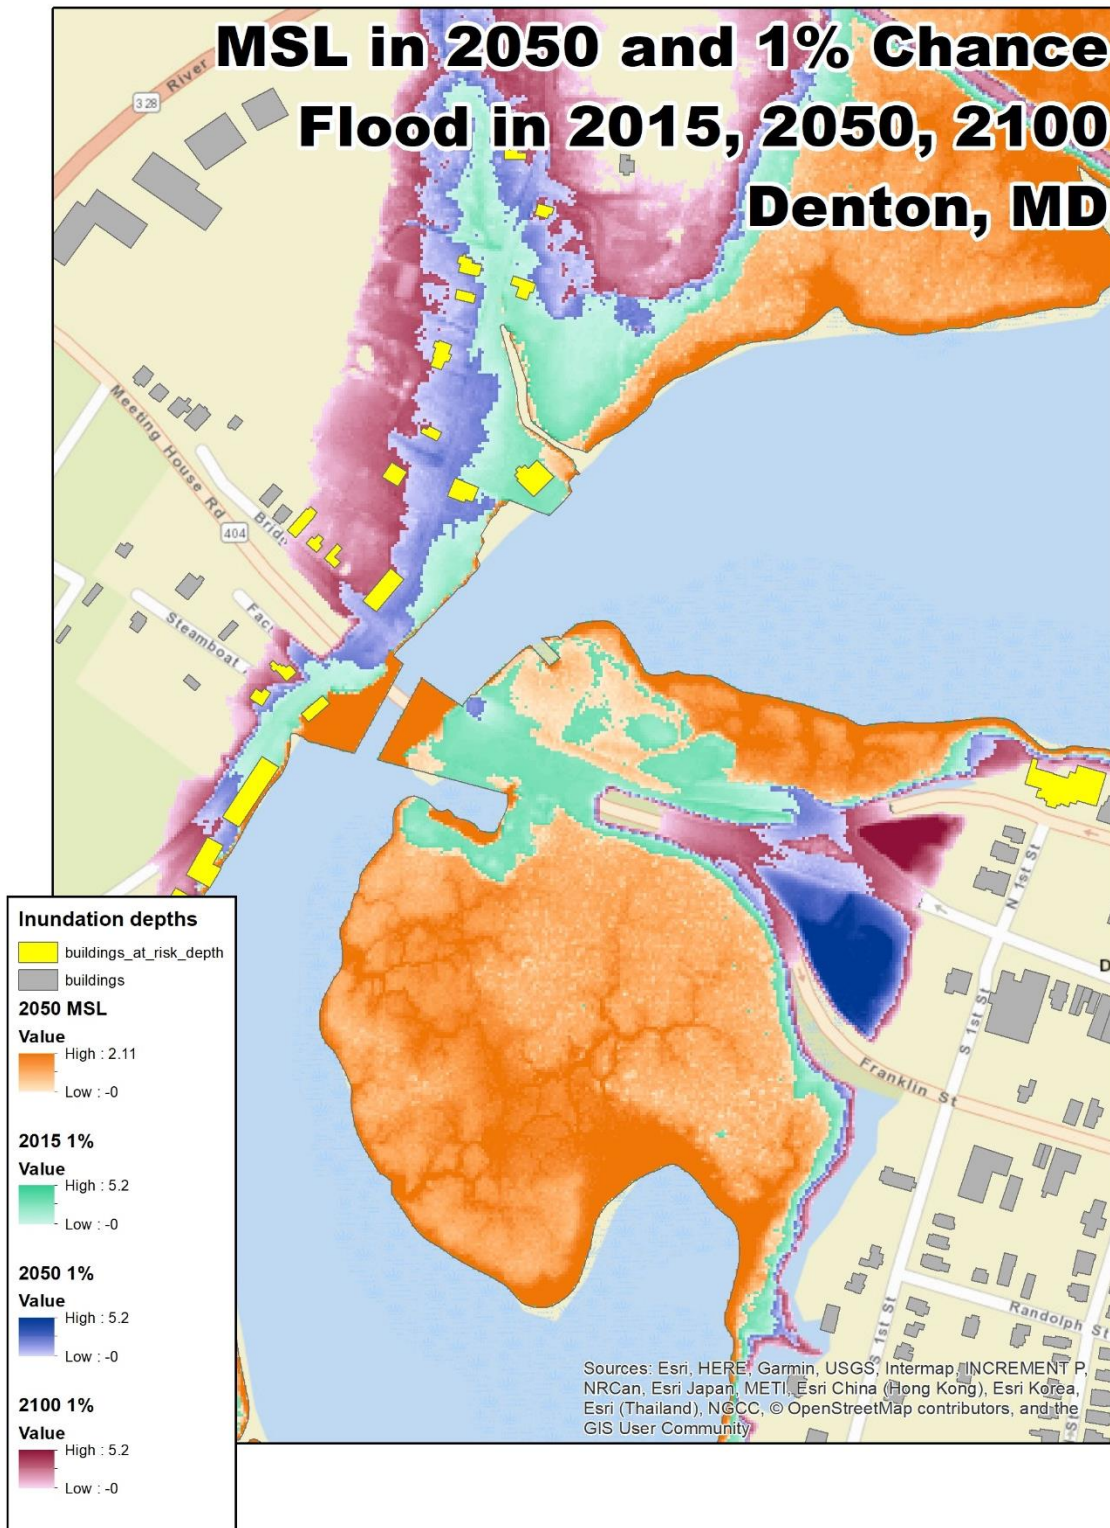 MSL in 2050 and 1% Chance
Flood in 2015, 2050, 2100
Denton, MD
River
328
Meeting House Rd
404
Steamboat
N 1st St
S 1st St
Franklin St
Randolph St
S 1st St
Inundation depths
buildings_at_risk_depth
buildings
2050 MSL
Value
High : 2.11
Low : -0
2015 1%
Value
High : 5.2
Low : -0
2050 1%
Value
High : 5.2
Low : -0
2100 1%
Value
High : 5.2
Low : -0
Sources: Esri, HERE, Garmin, USGS, Intermap, INCREMENT P,
NRCan, Esri Japan, METI, Esri China (Hong Kong), Esri Korea,
Esri (Thailand), NGCC, © OpenStreetMap contributors, and the
GIS User Community